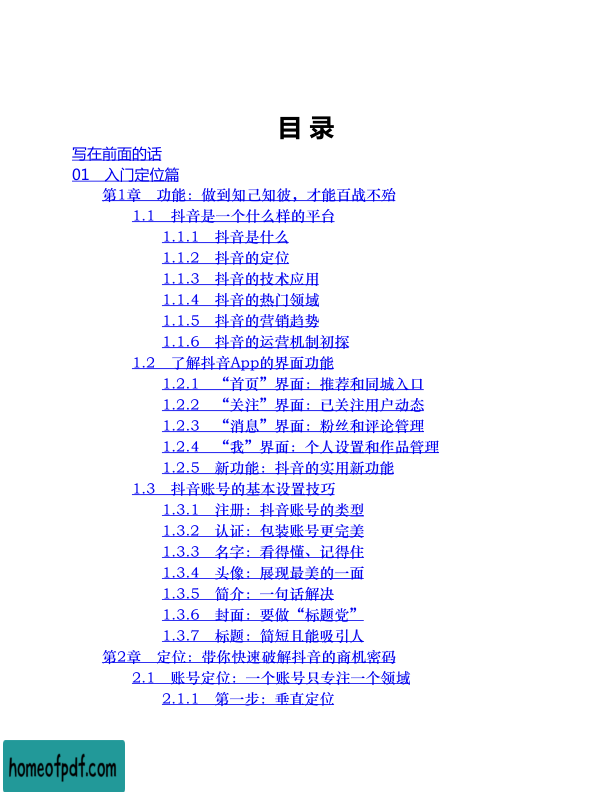 目 录
写在前面的话
01　入门定位篇
第1章　功能：做到知己知彼，才能百战不殆
1.1　抖音是一个什么样的平台
1.1.1　抖音是什么
1.1.2　抖音的定位
1.1.3　抖音的技术应用
1.1.4　抖音的热门领域
1.1.5　抖音的营销趋势
1.1.6　抖音的运营机制初探
1.2　了解抖音App的界面功能
1.2.1　“首页”界面：推荐和同城入口
1.2.2　“关注”界面：已关注用户动态
1.2.3　“消息”界面：粉丝和评论管理
1.2.4　“我”界面：个人设置和作品管理
1.2.5　新功能：抖音的实用新功能
1.3　抖音账号的基本设置技巧
1.3.1　注册：抖音账号的类型
1.3.2　认证：包装账号更完美
1.3.3　名字：看得懂、记得住
1.3.4　头像：展现最美的一面
1.3.5　简介：一句话解决
1.3.6　封面：要做“标题党”
1.3.7　标题：简短且能吸引人
第2章　定位：带你快速破解抖音的商机密码
2.1　账号定位：一个账号只专注一个领域
2.1.1　第一步：垂直定位
homeofpdf.com